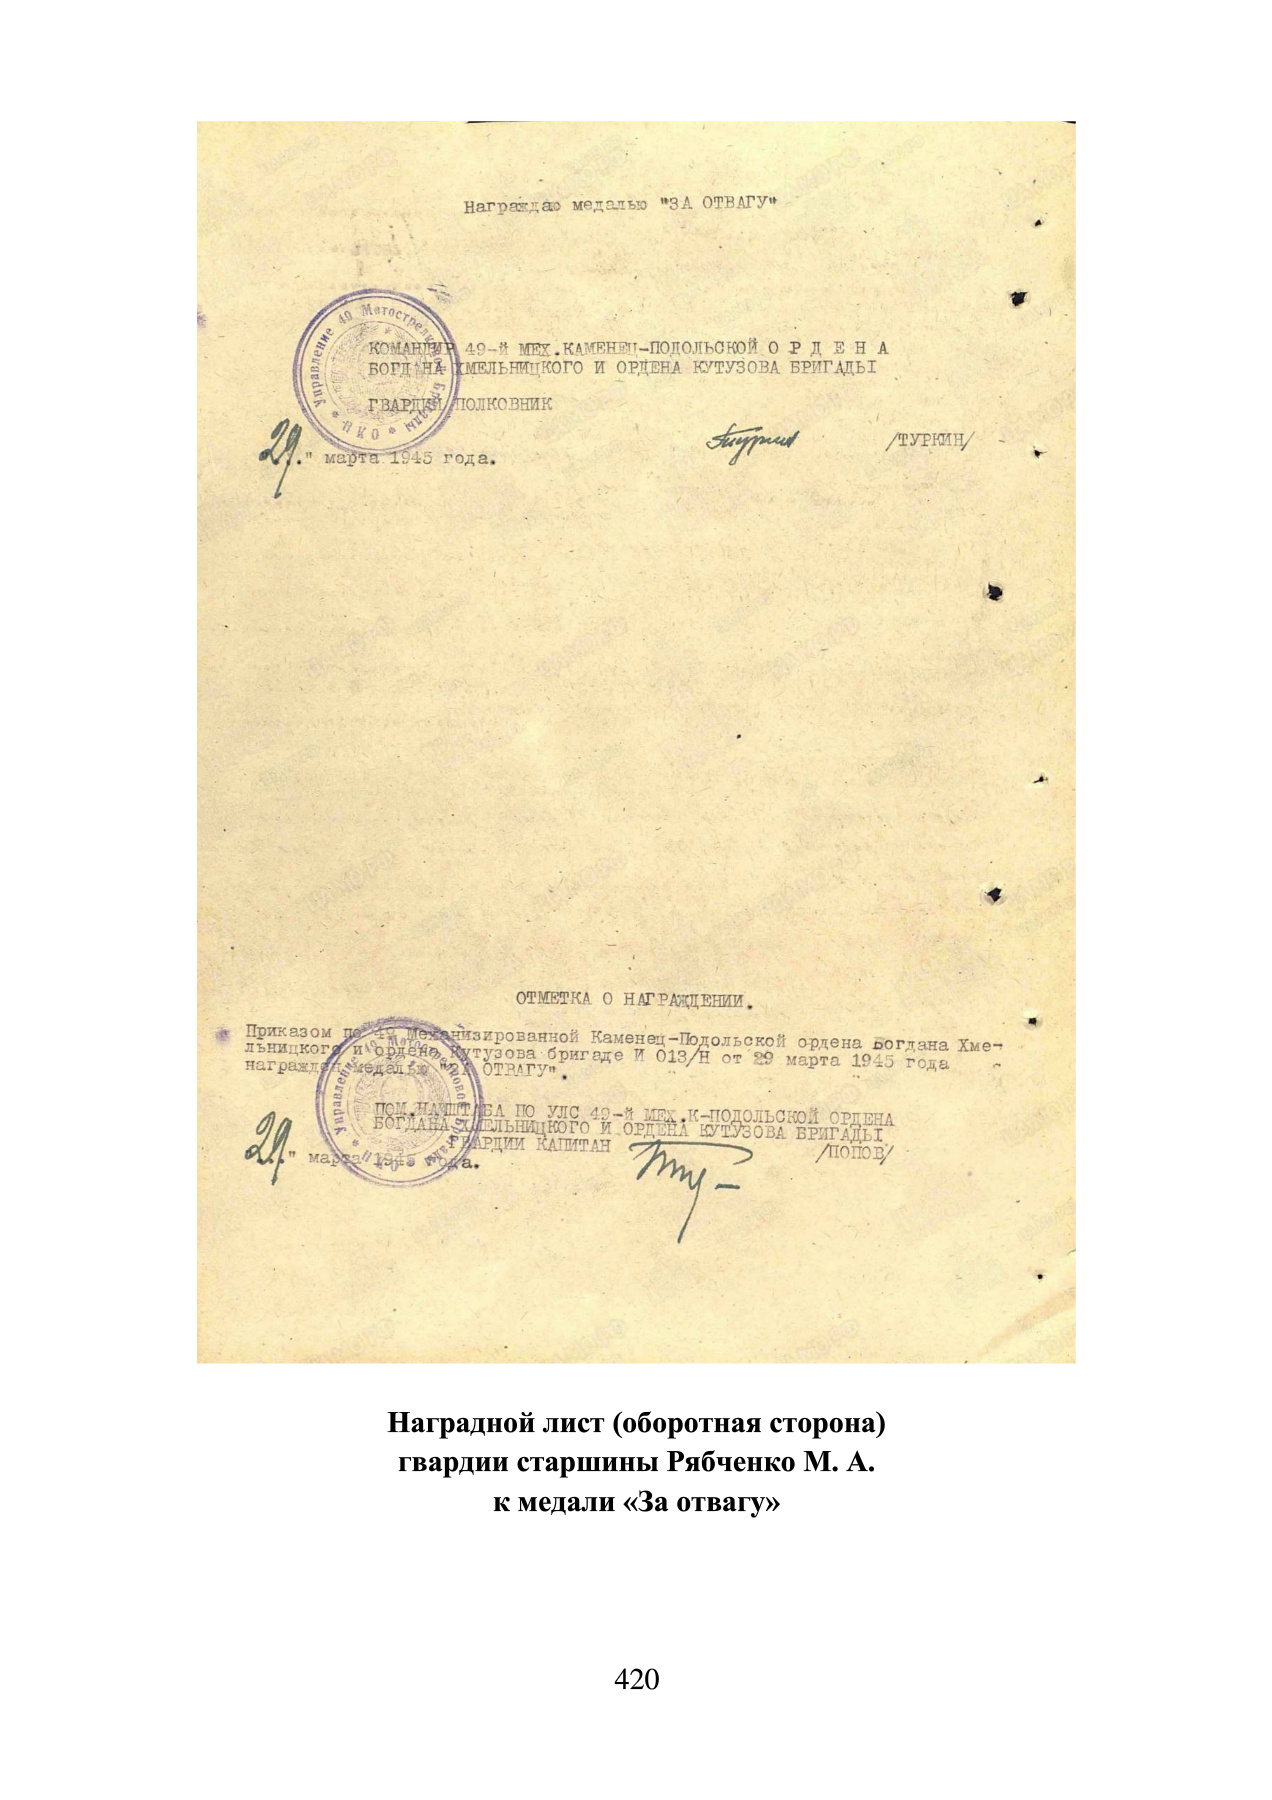 Награждаю медалью "ЗА ОТВАГУ"
Управление 49 Мотострелковой Бригады * О К Н *
КОМАНДИР 49-й МЕХ.КАМЕНЕЦ-ПОДОЛЬСКОЙ О Р Д Е Н А
БОГДАНА ХМЕЛЬНИЦКОГО И ОРДЕНА КУТУЗОВА БРИГАДЫ
ГВАРДИИ ПОЛКОВНИК
/ТУРКИН/
29." марта 1945 года.
ОТМЕТКА О НАГРАЖДЕНИИ.
Приказом по 49 Механизированной Каменец-Подольской ордена Богдана Хме-
льницкого и ордена Кутузова бригаде И 013/Н от 29 марта 1945 года
награжден медалью "ЗА ОТВАГУ".
ПОМ.НАЧШТАБА ПО УЛС 49-й МЕХ.К-ПОДОЛЬСКОЙ ОРДЕНА
БОГДАНА ХМЕЛЬНИЦКОГО И ОРДЕНА КУТУЗОВА БРИГАДЫ
ГВАРДИИ КАПИТАН /ПОПОВ/
29." марта 1945 года.
Наградной лист (оборотная сторона)
гвардии старшины Рябченко М. А.
к медали «За отвагу»
420